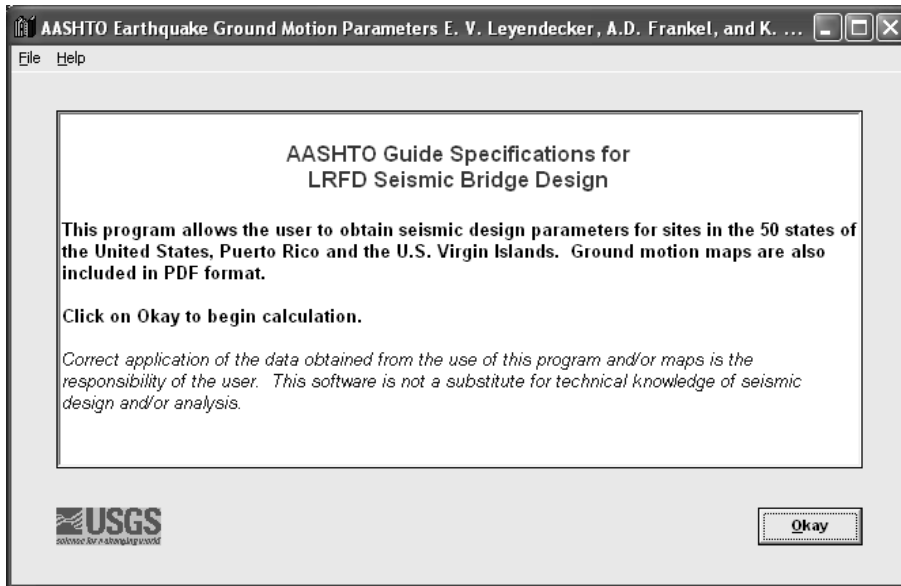 AASHTO Earthquake Ground Motion Parameters E. V. Leyendecker, A.D. Frankel, and K. ...
File Help
AASHTO Guide Specifications for
LRFD Seismic Bridge Design
This program allows the user to obtain seismic design parameters for sites in the 50 states of
the United States, Puerto Rico and the U.S. Virgin Islands.  Ground motion maps are also
included in PDF format.
Click on Okay to begin calculation.
Correct application of the data obtained from the use of this program and/or maps is the
responsibility of the user.  This software is not a substitute for technical knowledge of seismic
design and/or analysis.
USGS
science for a changing world
Okay